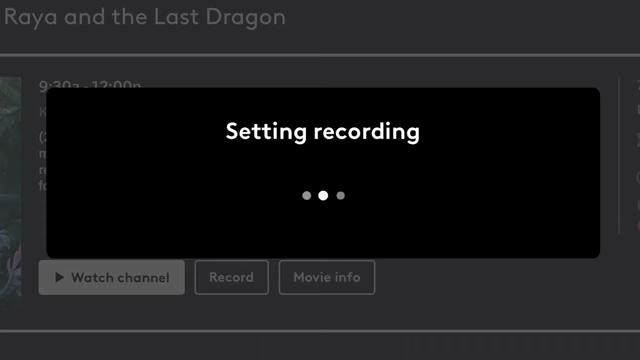 Raya and the Last Dragon
9:30a - 12:00p
Setting recording
Watch channel
Record
Movie info